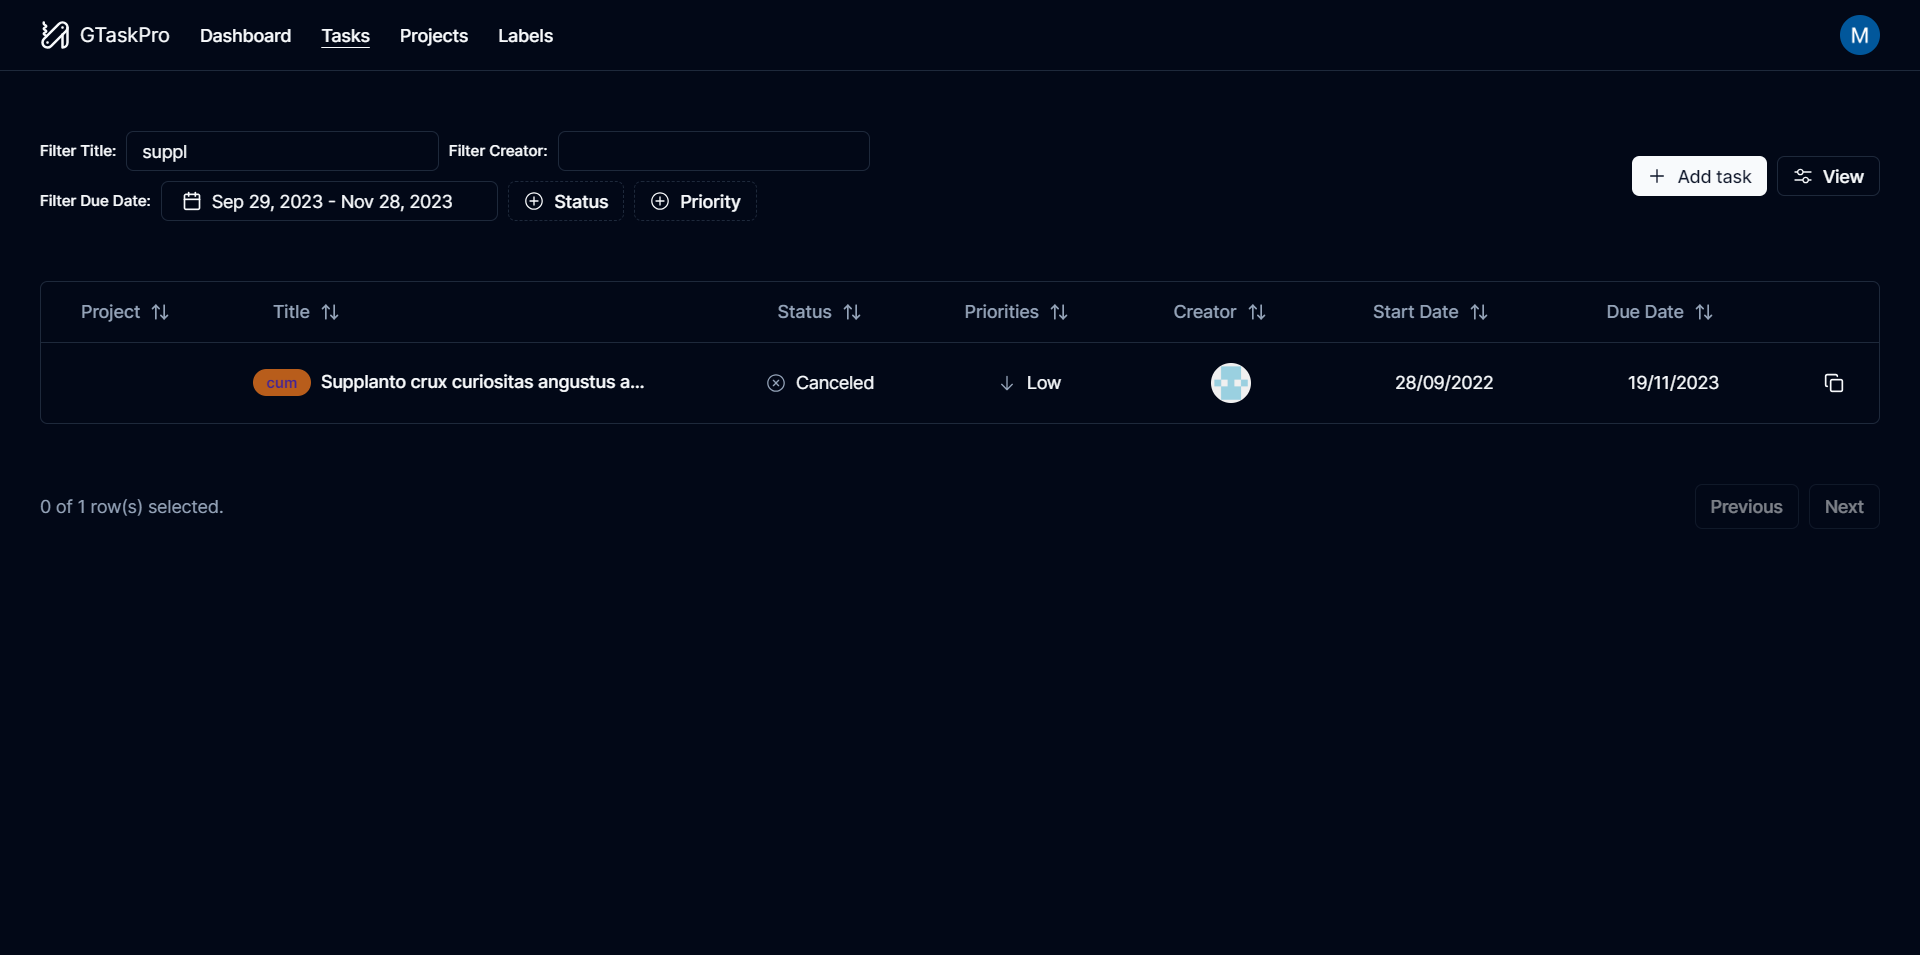 GTaskPro Dashboard Tasks Projects Labels M
Filter Title: suppl Filter Creator:
Filter Due Date: Sep 29, 2023 - Nov 28, 2023 Status Priority
Add task View
Project Title Status Priorities Creator Start Date Due Date
cum Supplanto crux curiositas angustus a... Canceled Low 28/09/2022 19/11/2023
0 of 1 row(s) selected. Previous Next